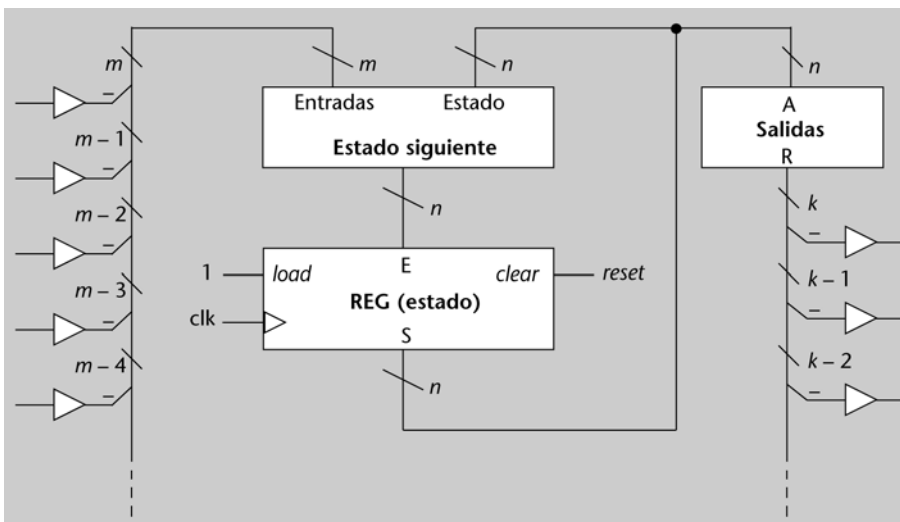 m
m
n
n
Entradas
Estado
A
Salidas
R
Estado siguiente
m – 1
m – 2
n
k
1
load
E
clear
reset
REG (estado)
clk
S
m – 3
k – 1
m – 4
n
k – 2